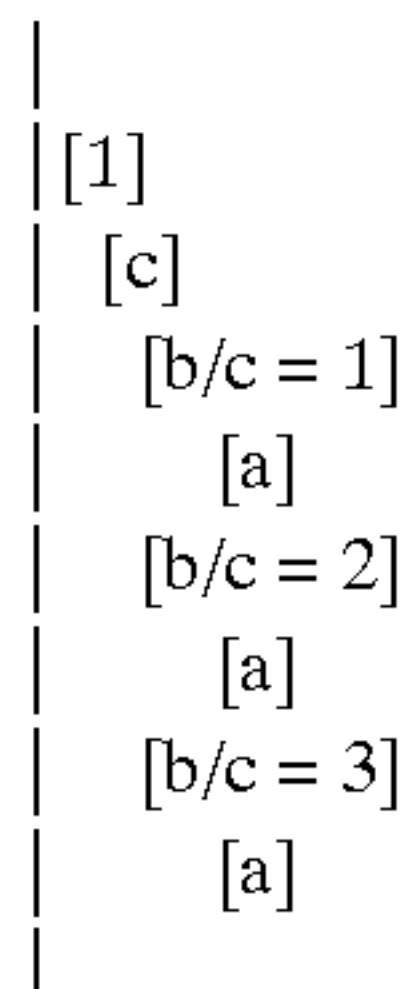 |
| [1]
| [c]
| [b/c = 1]
| [a]
| [b/c = 2]
| [a]
| [b/c = 3]
| [a]
|